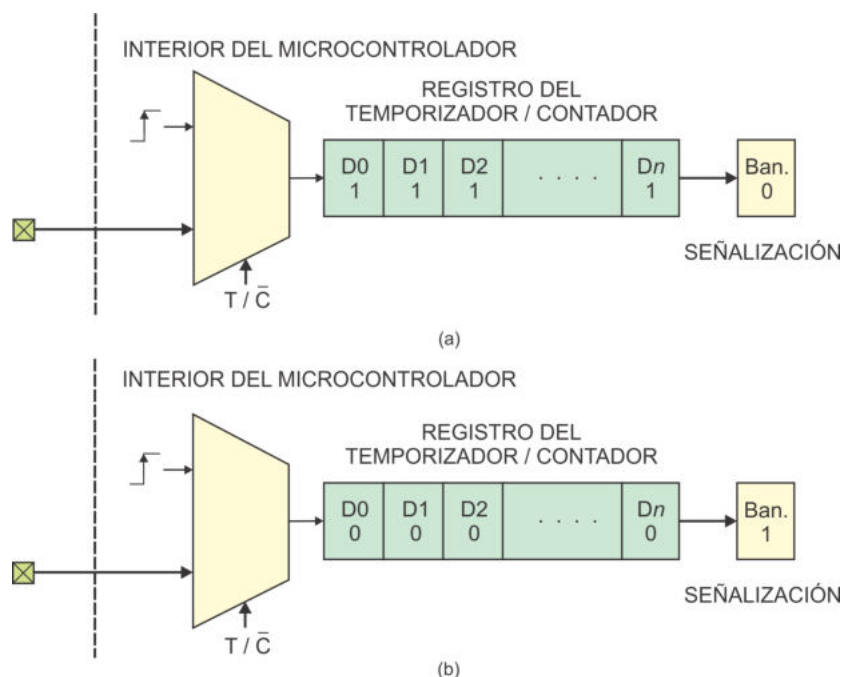 INTERIOR DEL MICROCONTROLADOR
REGISTRO DEL
TEMPORIZADOR / CONTADOR
D0 D1 D2 . . . . Dn Ban.
1 1 1 1 0
SEÑALIZACIÓN
T / C̅
(a)
INTERIOR DEL MICROCONTROLADOR
REGISTRO DEL
TEMPORIZADOR / CONTADOR
D0 D1 D2 . . . . Dn Ban.
0 0 0 0 1
SEÑALIZACIÓN
T / C̅
(b)